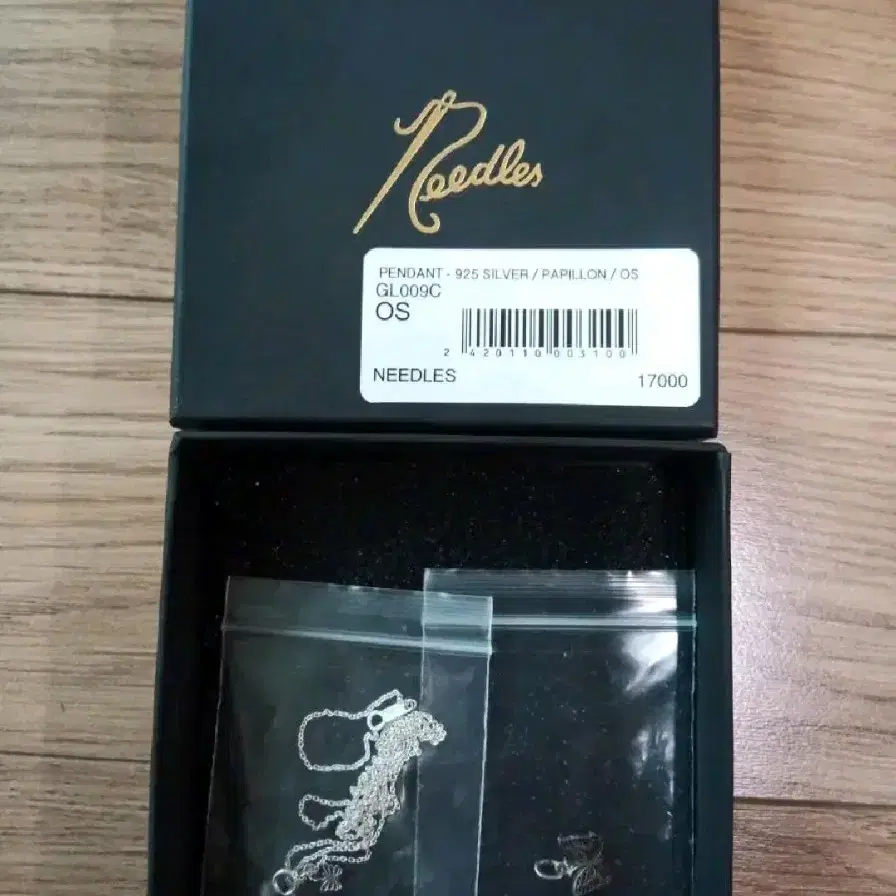 Needles
PENDANT - 925 SILVER / PAPILLON / OS
GL009C
OS
2 420110 003100
NEEDLES 17000